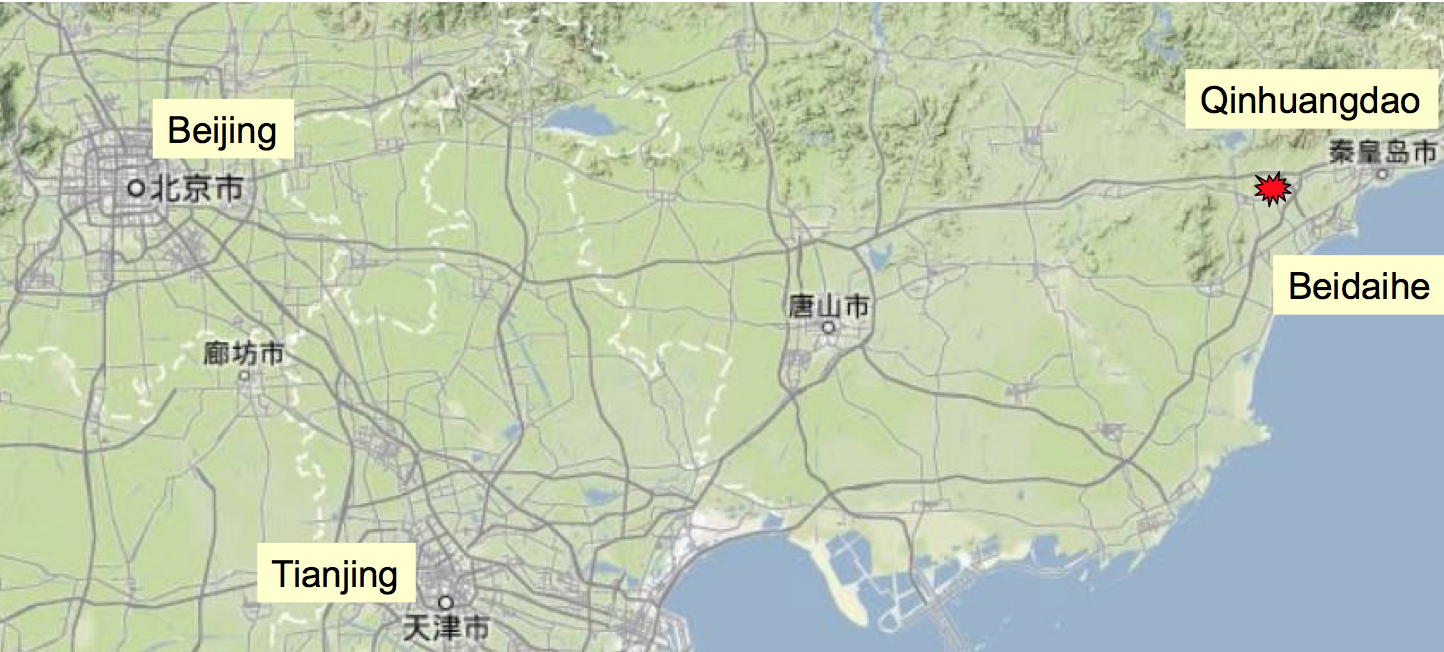 Qinhuangdao
Beijing
秦皇岛市
北京市
Beidaihe
唐山市
廊坊市
Tianjing
天津市